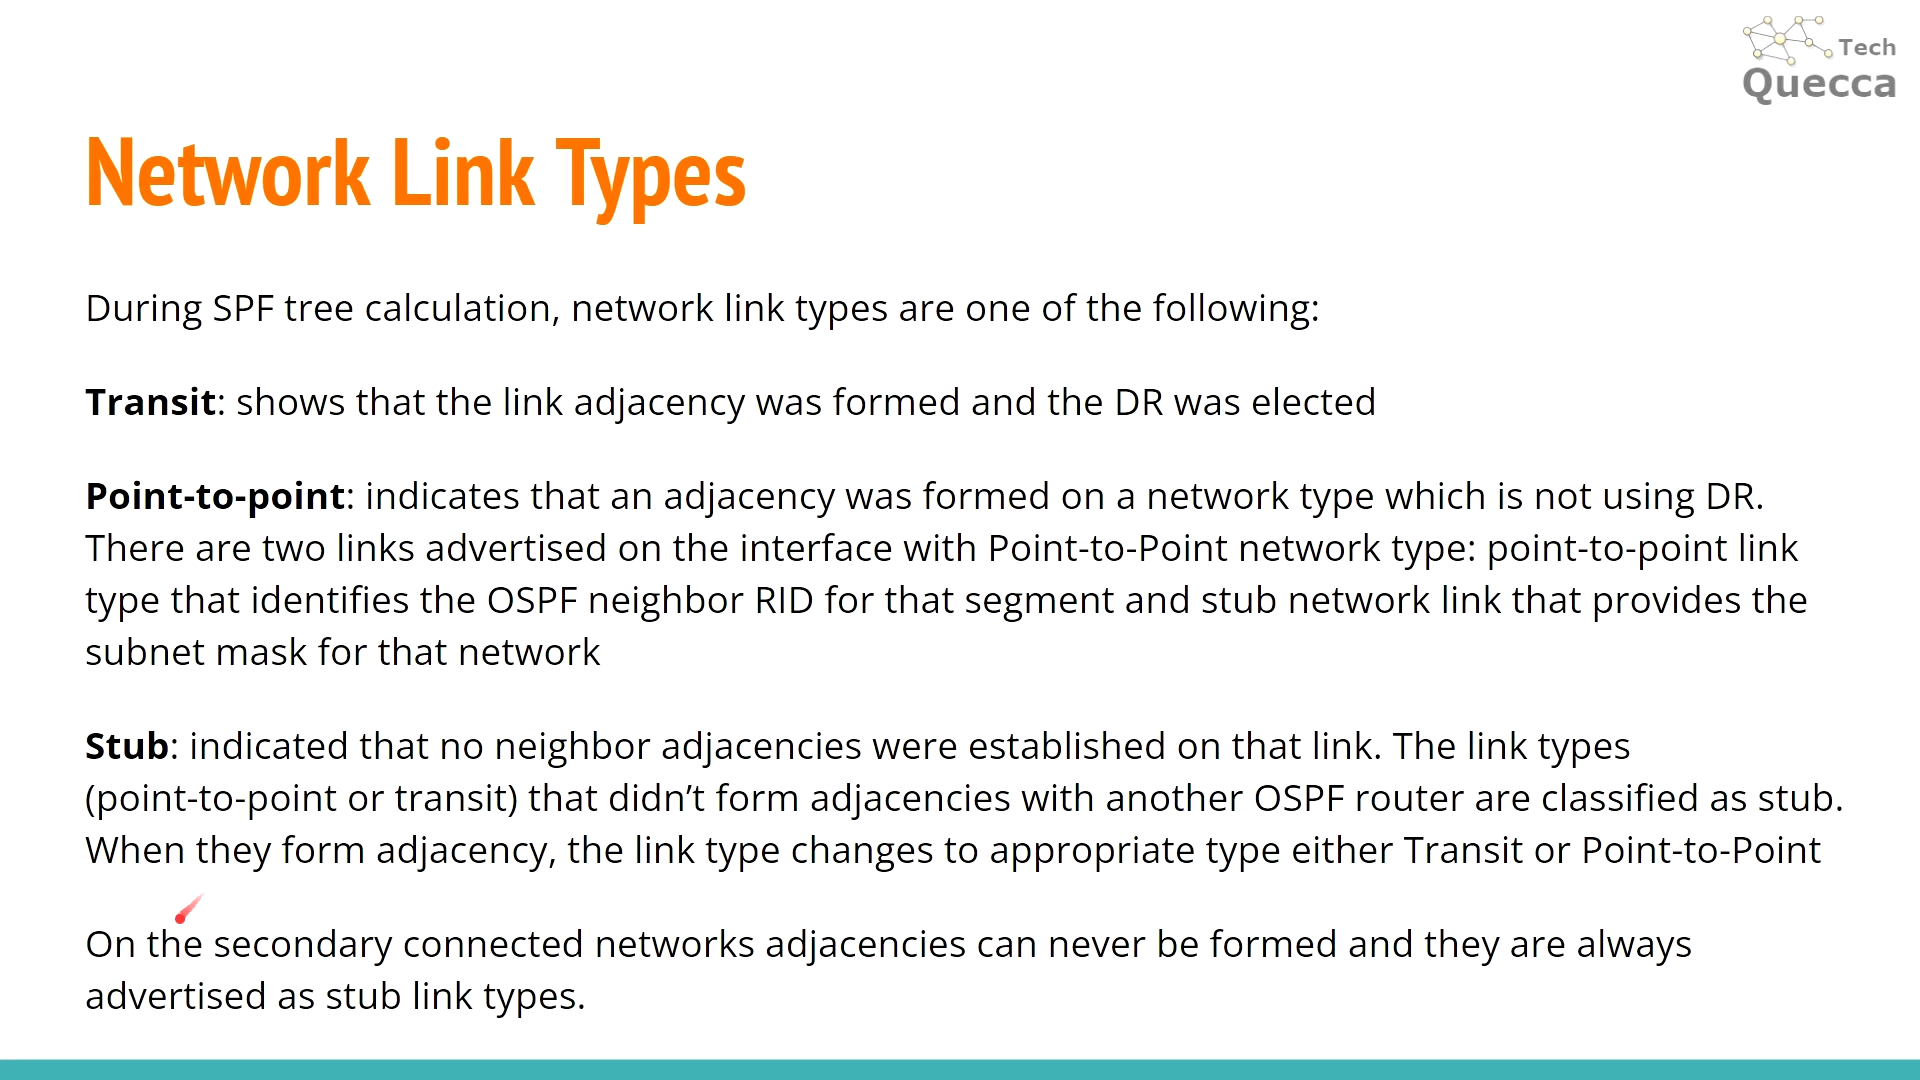 Tech
Quecca
Network Link Types
During SPF tree calculation, network link types are one of the following:
Transit: shows that the link adjacency was formed and the DR was elected
Point-to-point: indicates that an adjacency was formed on a network type which is not using DR.
There are two links advertised on the interface with Point-to-Point network type: point-to-point link
type that identifies the OSPF neighbor RID for that segment and stub network link that provides the
subnet mask for that network
Stub: indicated that no neighbor adjacencies were established on that link. The link types
(point-to-point or transit) that didn’t form adjacencies with another OSPF router are classified as stub.
When they form adjacency, the link type changes to appropriate type either Transit or Point-to-Point
On the secondary connected networks adjacencies can never be formed and they are always
advertised as stub link types.